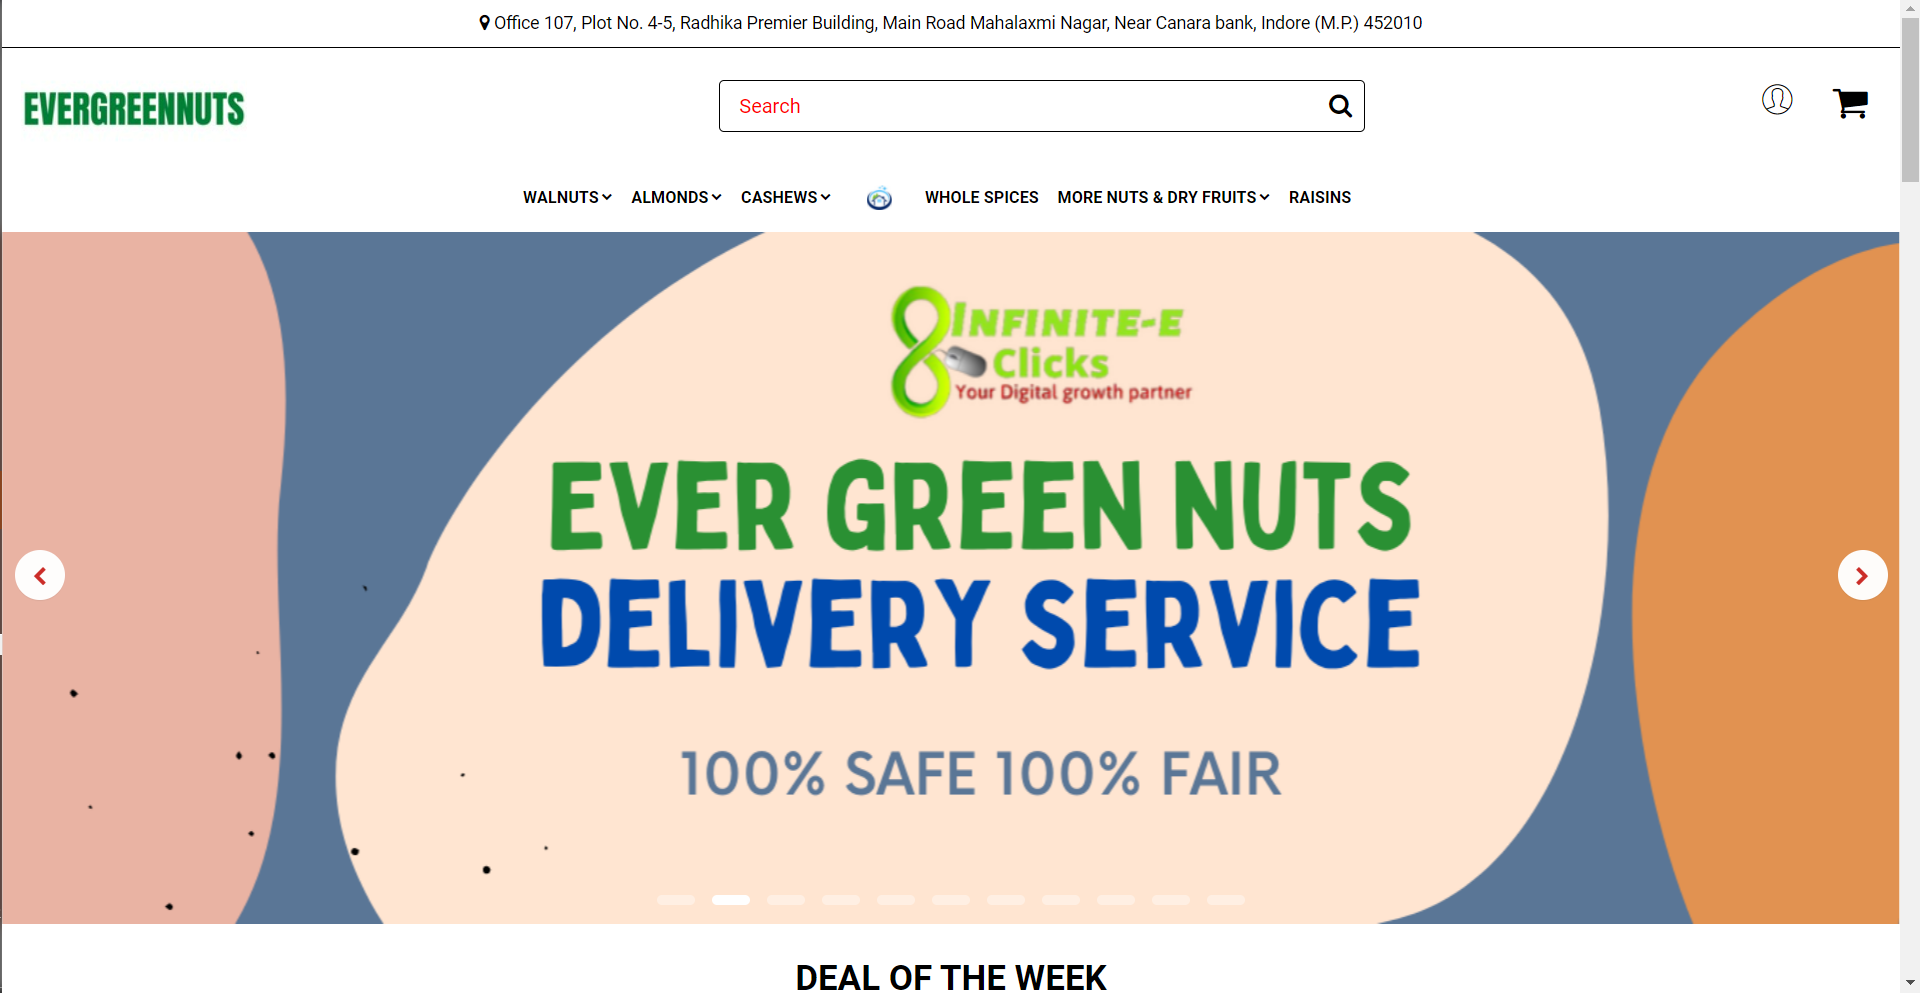 Office 107, Plot No. 4-5, Radhika Premier Building, Main Road Mahalaxmi Nagar, Near Canara bank, Indore (M.P.) 452010
EVERGREENNUTS
Search
WALNUTS ALMONDS CASHEWS WHOLE SPICES MORE NUTS & DRY FRUITS RAISINS
INFINITE-E
Clicks
Your Digital growth partner
EVER GREEN NUTS
DELIVERY SERVICE
100% SAFE 100% FAIR
DEAL OF THE WEEK